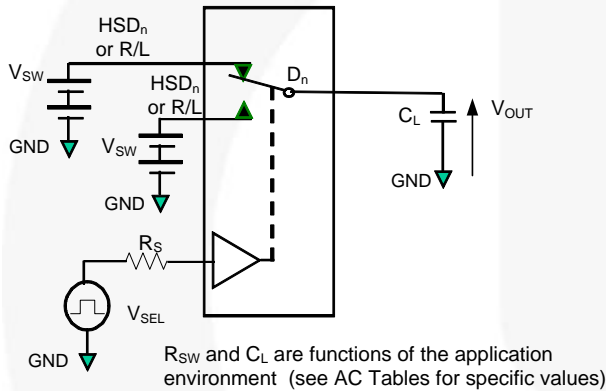 HSDn
or R/L
VSW
GND
HSDn
or R/L
VSW
GND
Dn
CL
VOUT
GND
RS
VSEL
GND
RSW and CL are functions of the application
environment (see AC Tables for specific values)